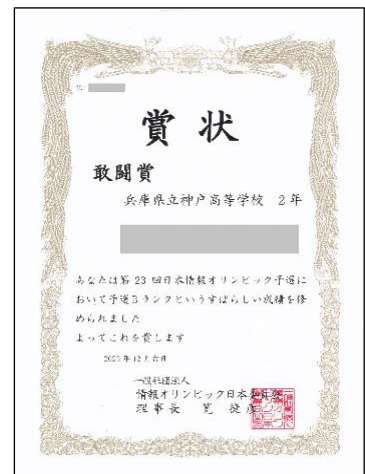 賞状
敢闘賞
兵庫県立神戸高等学校 2年
あなたは第 23 回日本情報オリンピック予選に
おいて予選Bランクというすばらしい成績を修
められました
よってこれを賞します
2023年12月吉日
一般社団法人
情報オリンピック日本委員会
理事長 筧 捷彦